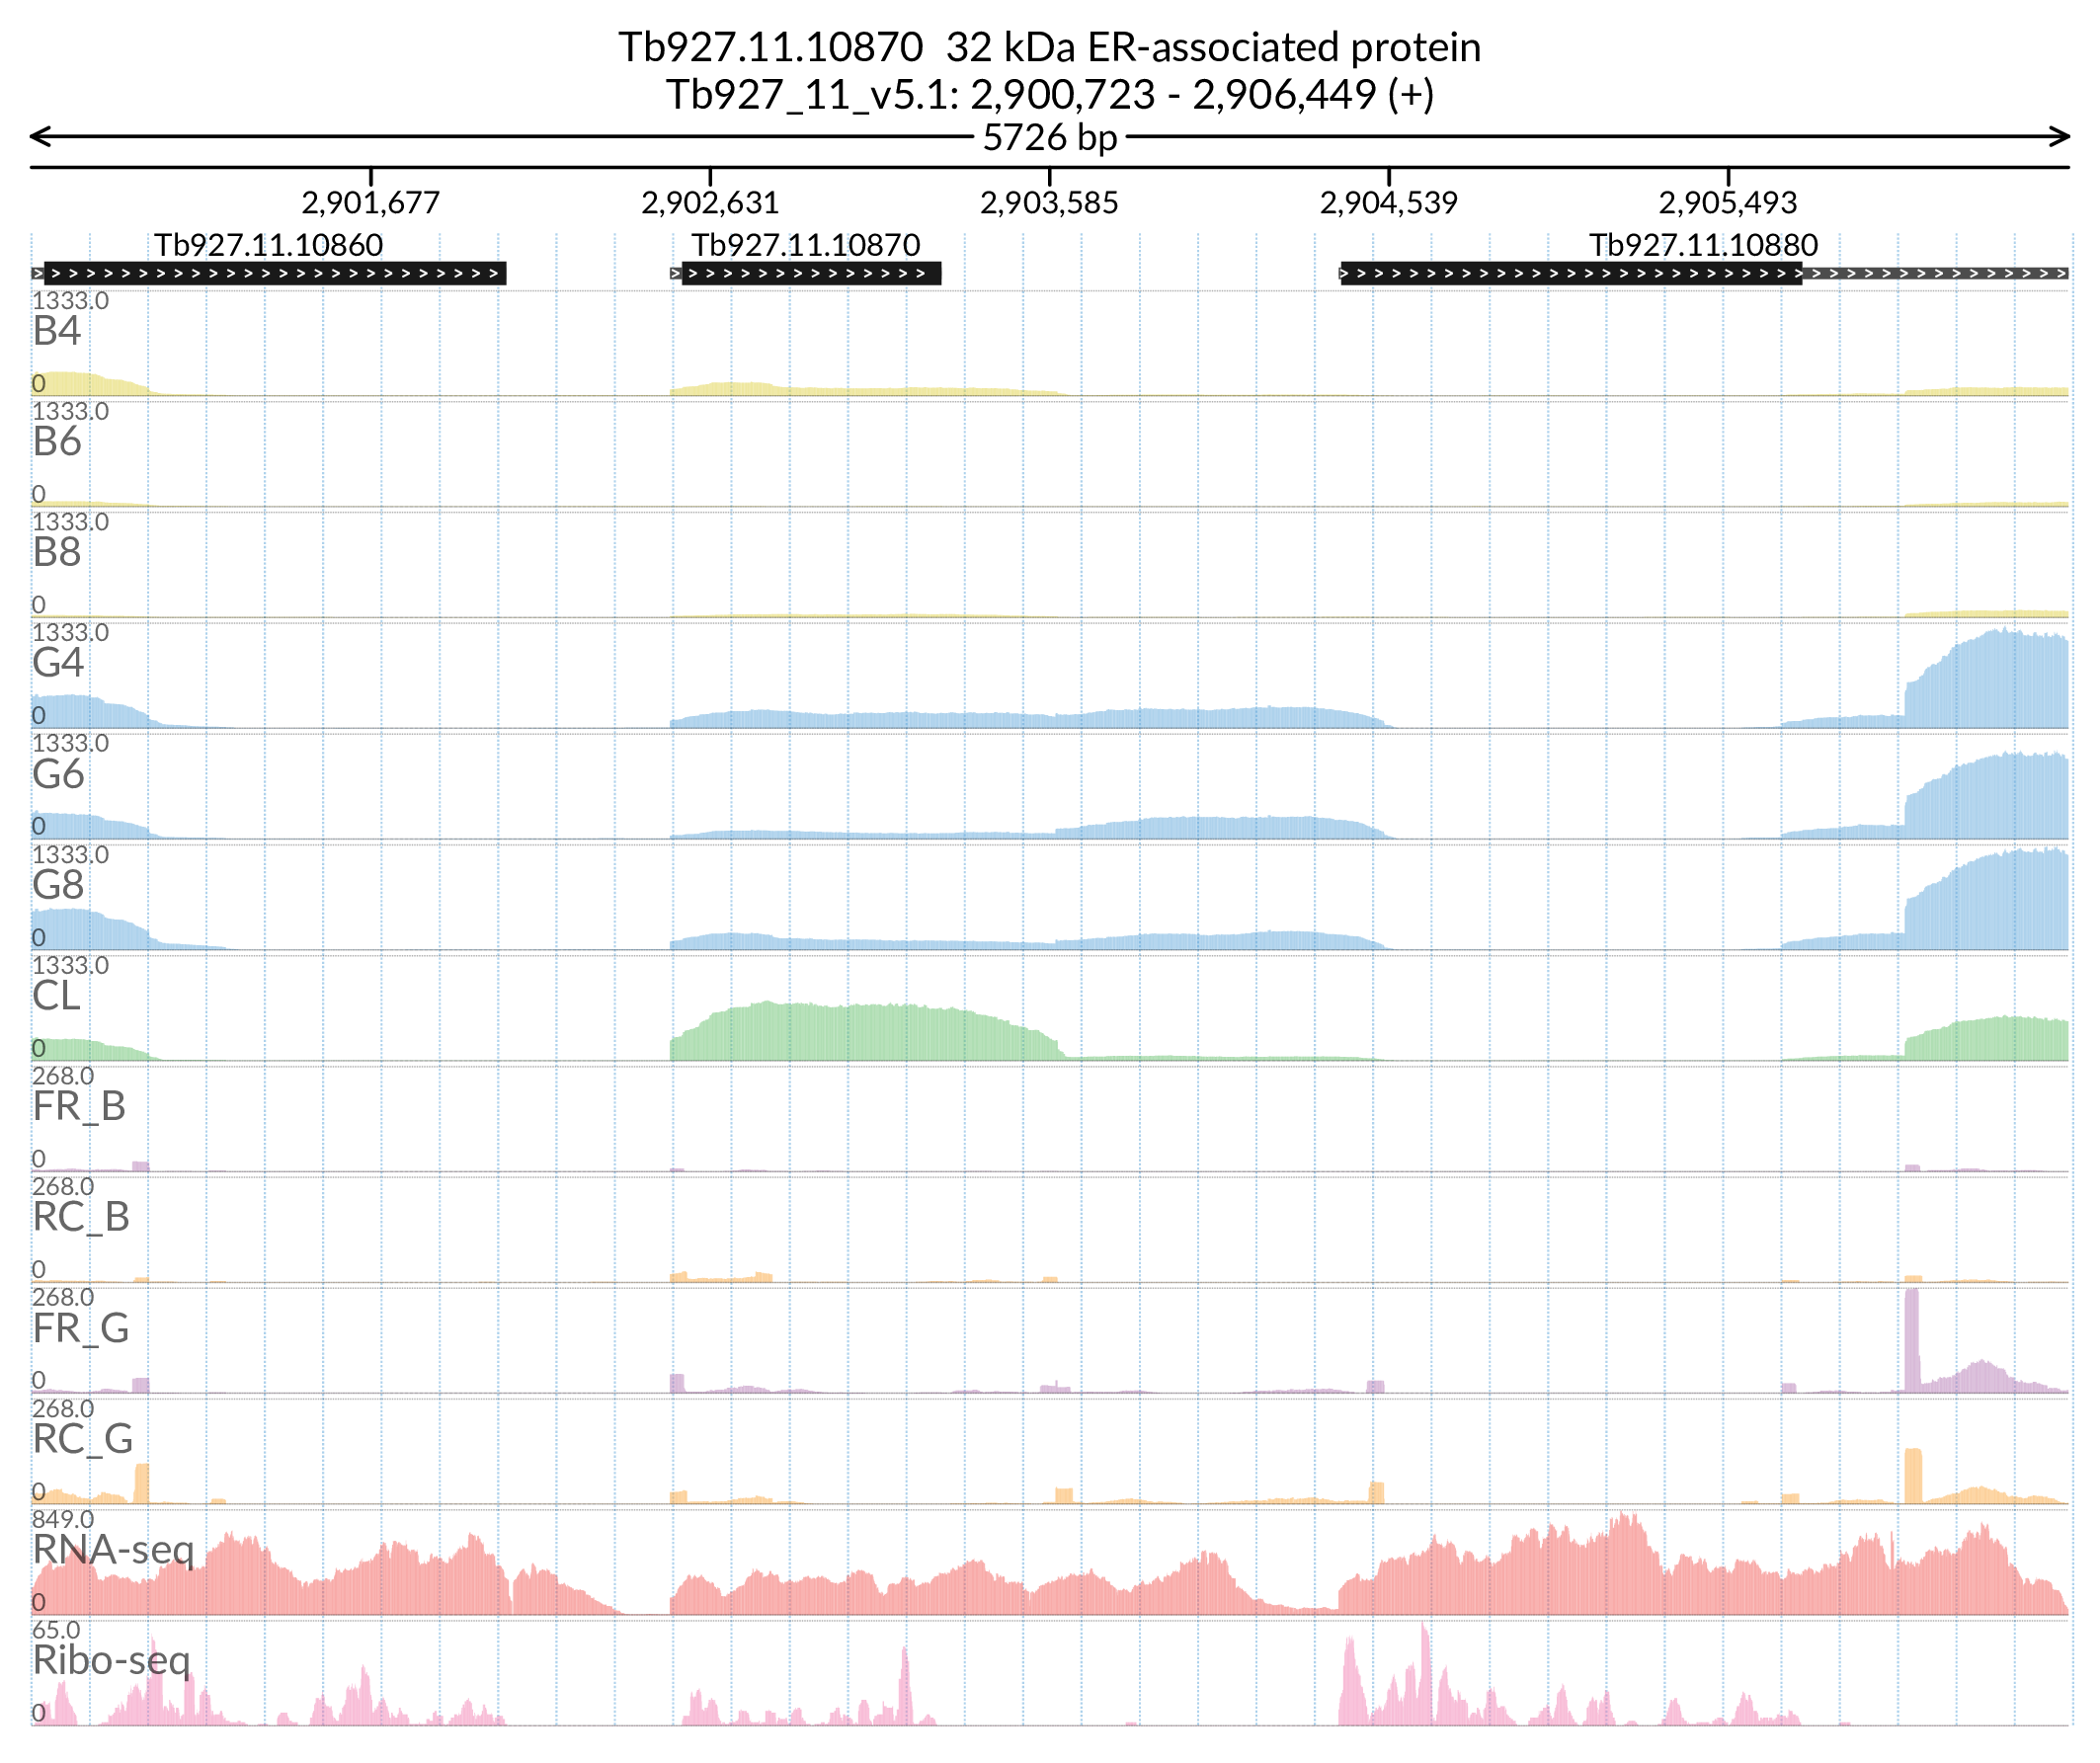 Tb927.11.10870 32 kDa ER-associated protein
Tb927_11_v5.1: 2,900,723 - 2,906,449 (+)
5726 bp
2,901,677 2,902,631 2,903,585 2,904,539 2,905,493
Tb927.11.10860 Tb927.11.10870 Tb927.11.10880
1333.0
B4
0
1333.0
B6
0
1333.0
B8
0
1333.0
G4
0
1333.0
G6
0
1333.0
G8
0
1333.0
CL
0
268.0
FR_B
0
268.0
RC_B
0
268.0
FR_G
0
268.0
RC_G
0
849.0
RNA-seq
0
65.0
Ribo-seq
0